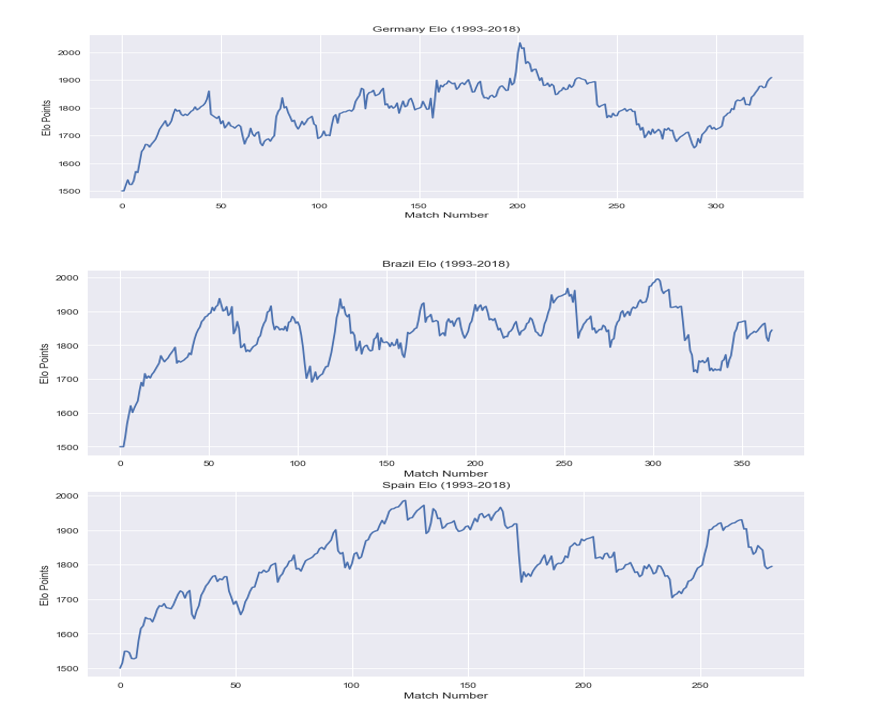 Germany Elo (1993-2018)
2000
1900
1800
1700
1600
1500
Elo Points
0 50 100 150 200 250 300
Match Number
Brazil Elo (1993-2018)
2000
1900
1800
1700
1600
1500
Elo Points
0 50 100 150 200 250 300 350
Match Number
Spain Elo (1993-2018)
2000
1900
1800
1700
1600
1500
Elo Points
0 50 100 150 200 250
Match Number